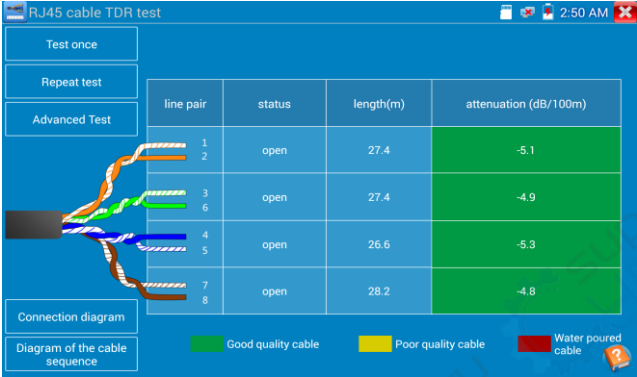 RJ45 cable TDR test
2:50 AM
Test once
Repeat test
Advanced Test
line pair status length(m) attenuation (dB/100m)
1
2
open 27.4 -5.1
3
6
open 27.4 -4.9
4
5
open 26.6 -5.3
7
8
open 28.2 -4.8
Connection diagram
Diagram of the cable
sequence
Good quality cable
Poor quality cable
Water poured
cable